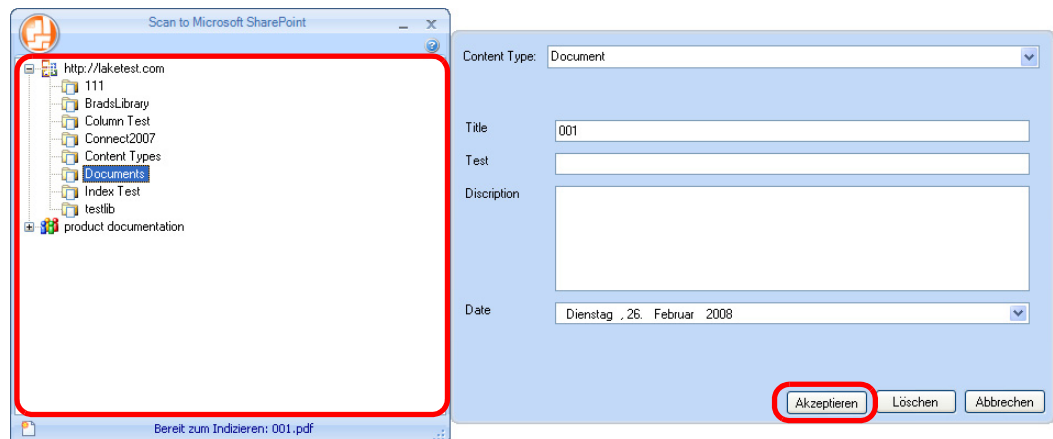 Scan to Microsoft SharePoint
http://laketest.com
111
BradsLibrary
Column Test
Connect2007
Content Types
Documents
Index Test
testlib
product documentation
Bereit zum Indizieren: 001.pdf
Content Type: Document
Title 001
Test
Discription
Date Dienstag , 26. Februar 2008
Akzeptieren Löschen Abbrechen